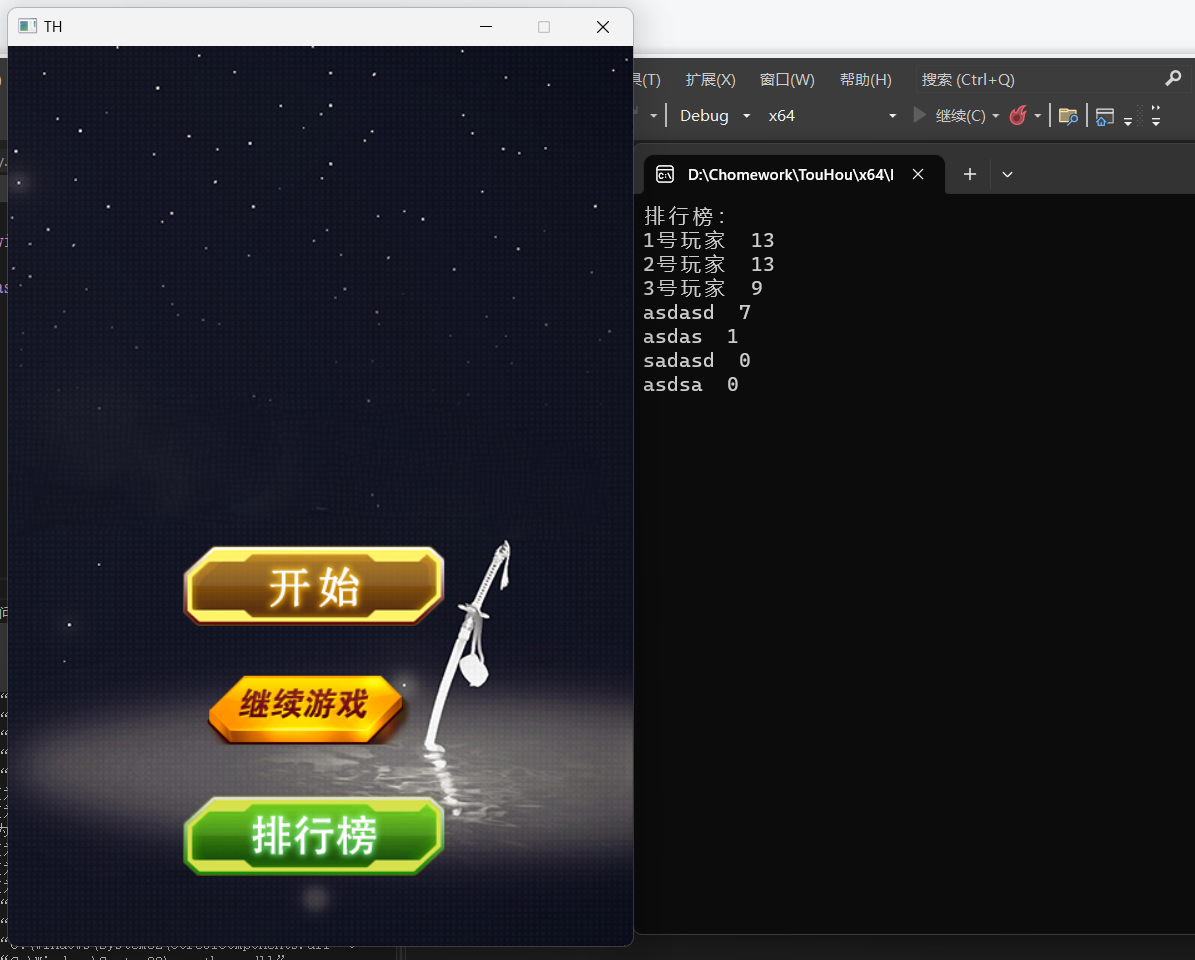 TH
扩展(X) 窗口(W) 帮助(H) 搜索 (Ctrl+Q)
Debug x64 继续(C)
D:\Chomework\TouHou\x64\I
排行榜:
1号玩家 13
2号玩家 13
3号玩家 9
asdasd 7
asdas 1
sadasd 0
asdsa 0
开始
继续游戏
排行榜